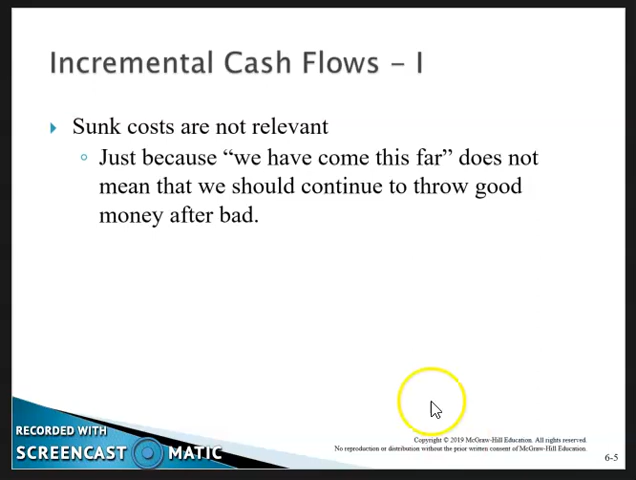 Incremental Cash Flows – I
Sunk costs are not relevant
Just because “we have come this far” does not
mean that we should continue to throw good
money after bad.
RECORDED WITH
SCREENCAST MATIC
Copyright © 2019 McGraw-Hill Education. All rights reserved.
No reproduction or distribution without the prior written consent of McGraw-Hill Education.
6-5